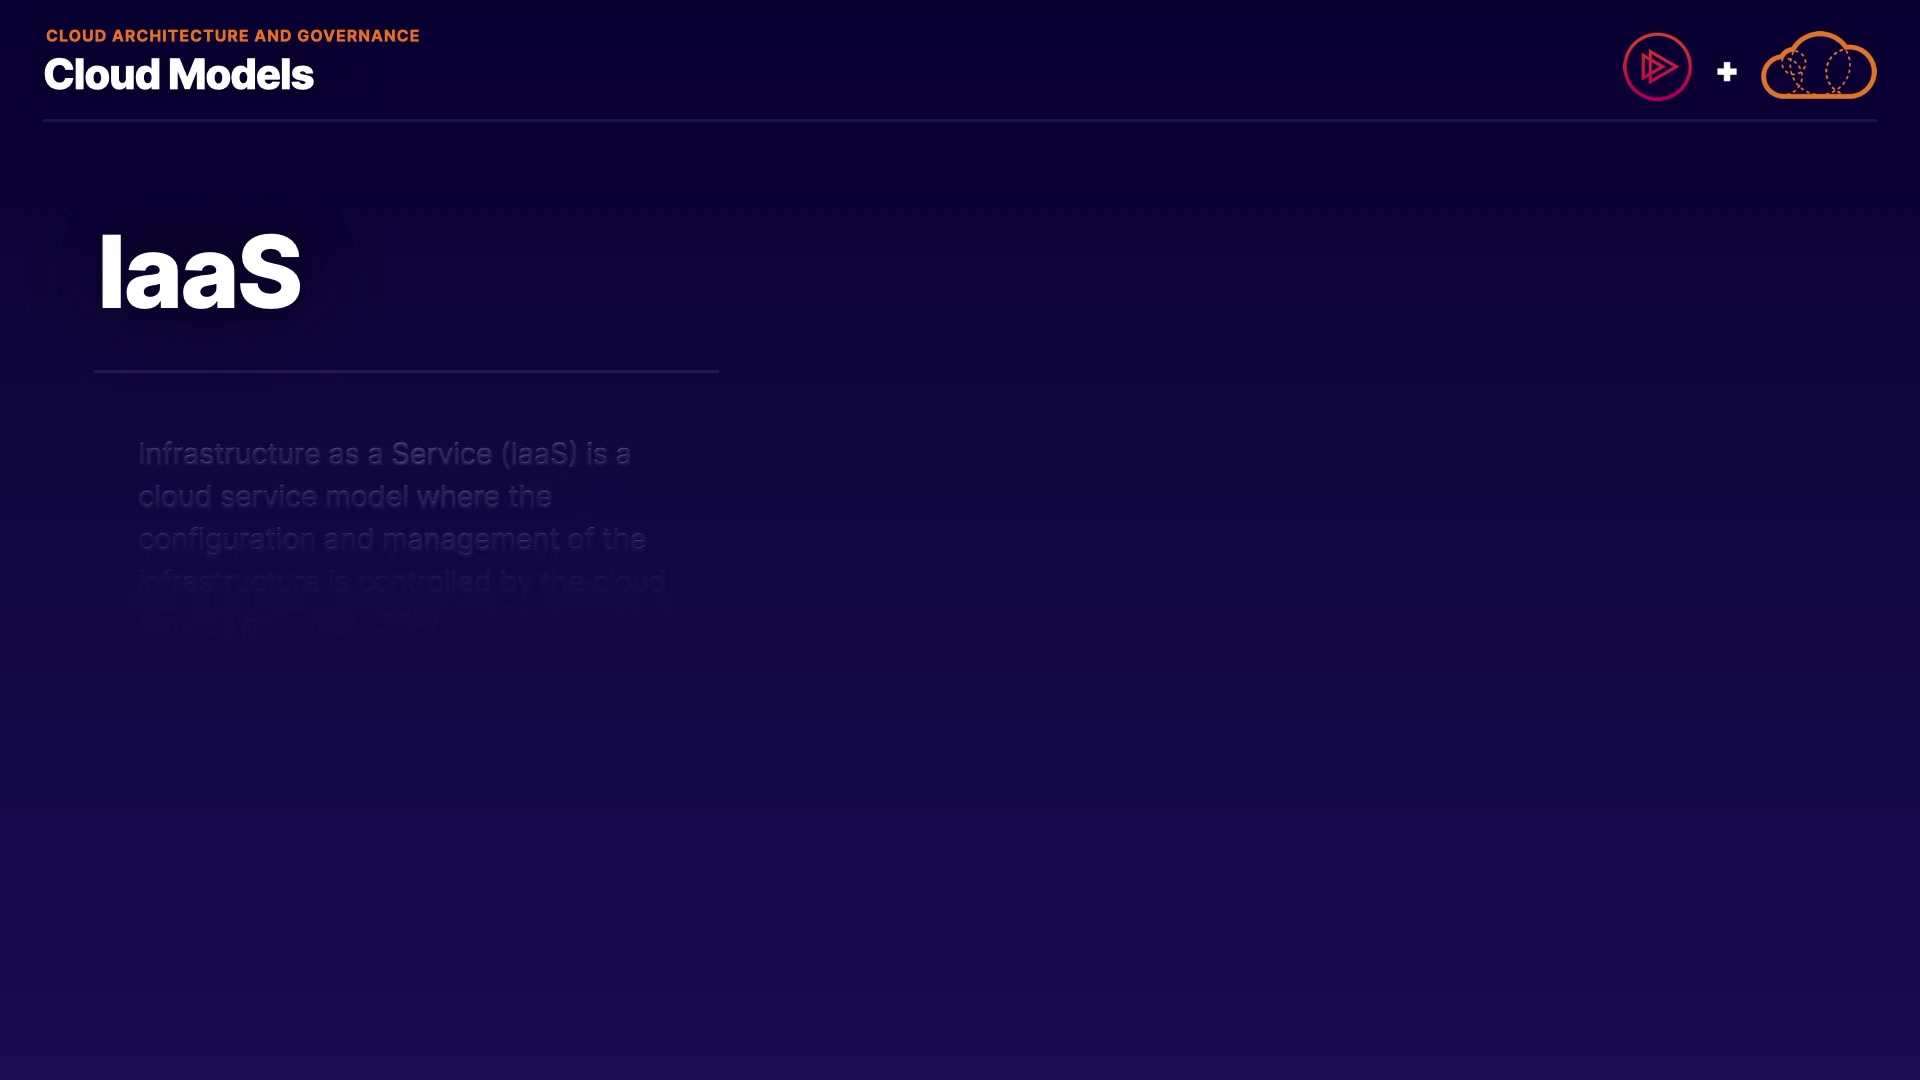 CLOUD ARCHITECTURE AND GOVERNANCE
Cloud Models
+
IaaS
Infrastructure as a Service (IaaS) is a
cloud service model where the
configuration and management of the
infrastructure is controlled by the cloud